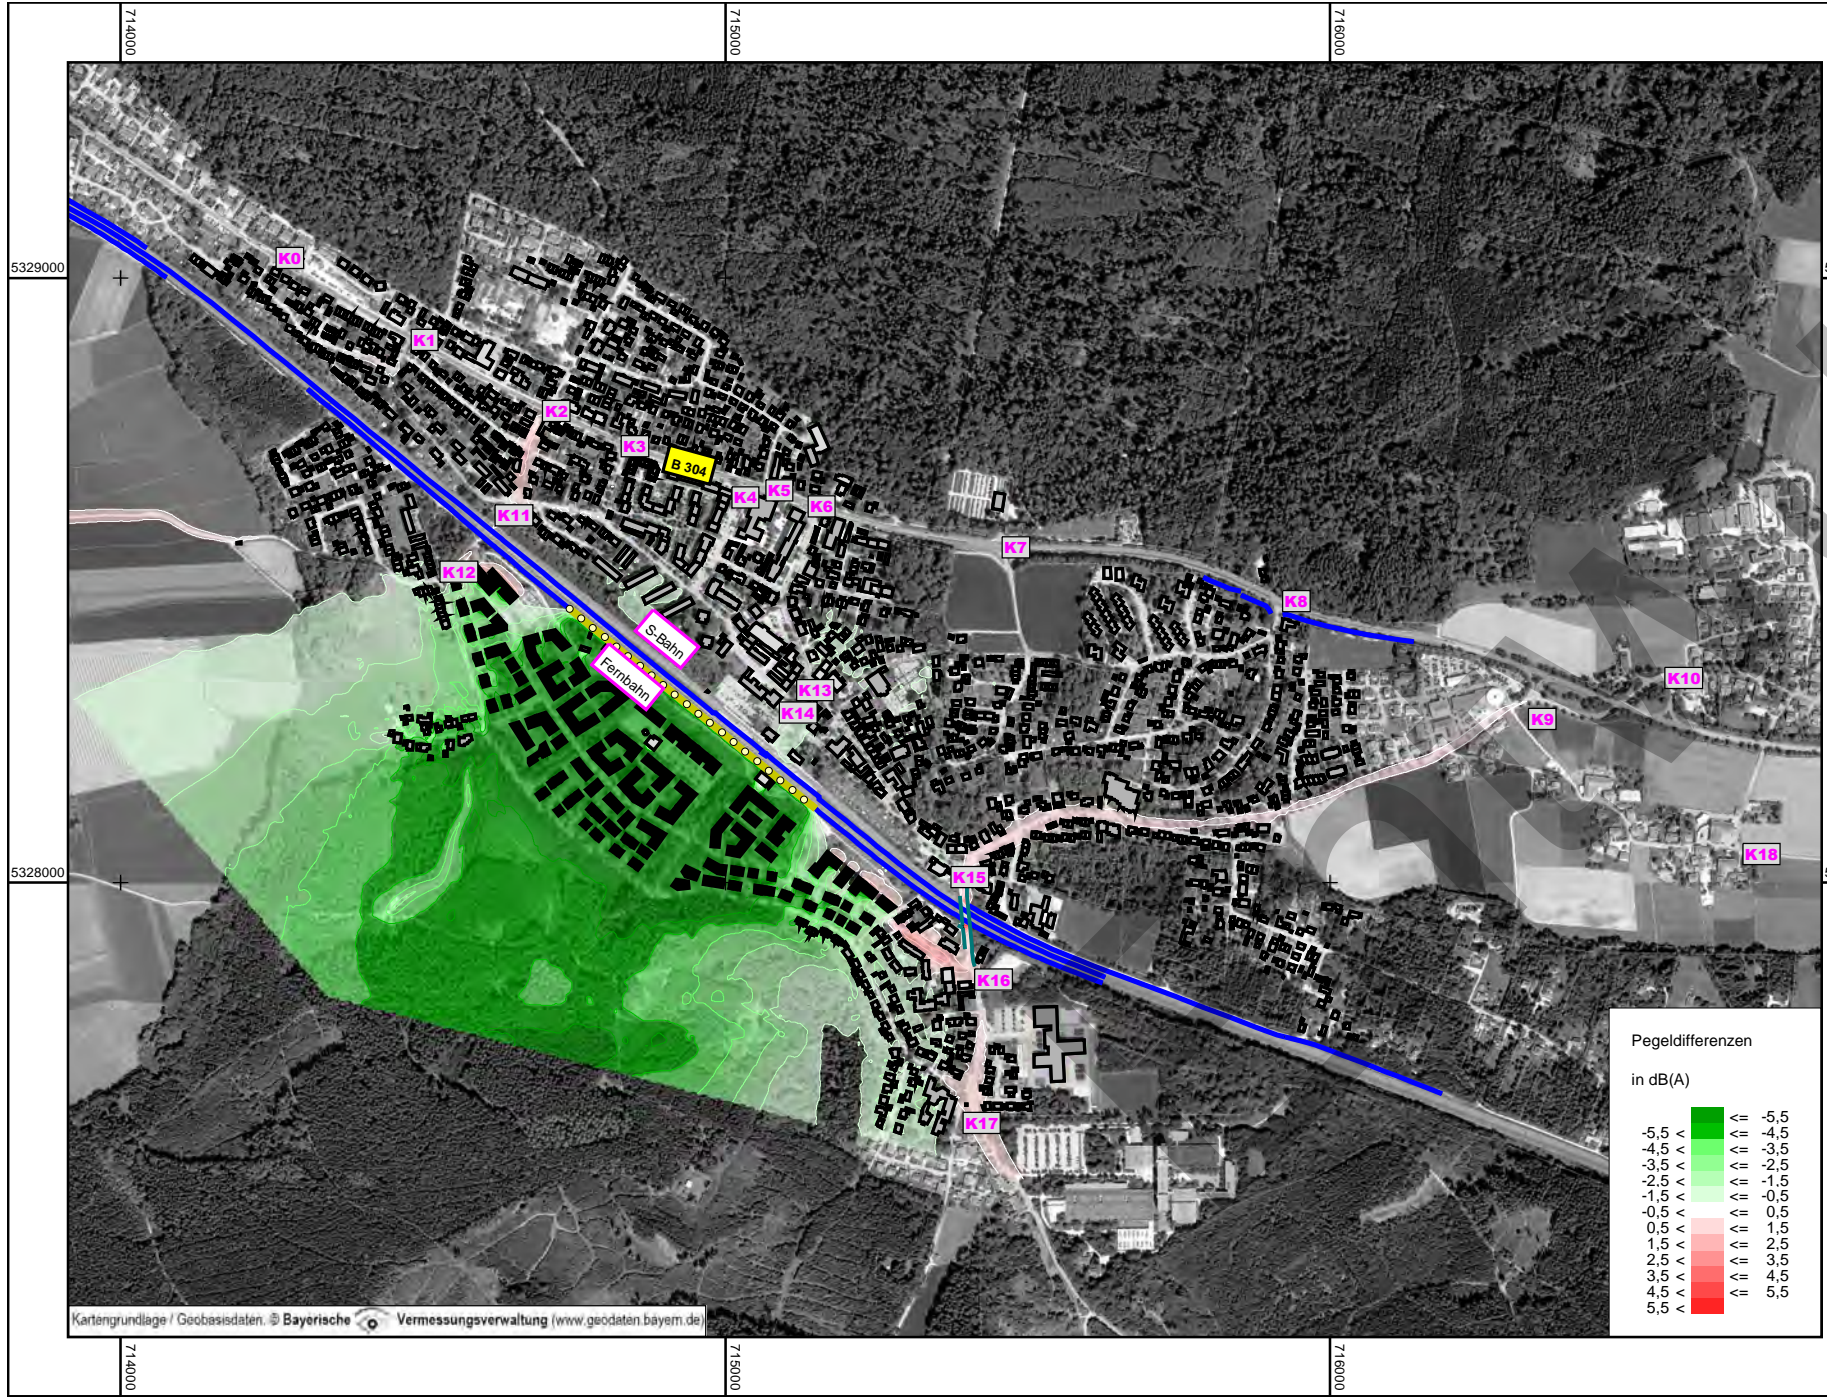 714000
715000
716000
5329000
5328000
K0
K1
K2
K3
B 304
K4
K5
K6
K7
K8
K9
K10
K11
K12
S-Bahn
Fernbahn
K13
K14
K15
K16
K17
K18
Pegeldifferenzen
in dB(A)
<= -5,5
-5,5 < <= -4,5
-4,5 < <= -3,5
-3,5 < <= -2,5
-2,5 < <= -1,5
-1,5 < <= -0,5
-0,5 < <= 0,5
0,5 < <= 1,5
1,5 < <= 2,5
2,5 < <= 3,5
3,5 < <= 4,5
4,5 < <= 5,5
5,5 <
Kartengrundlage / Geobasisdaten: © Bayerische Vermessungsverwaltung (www.geodaten.bayern.de)
714000
715000
716000